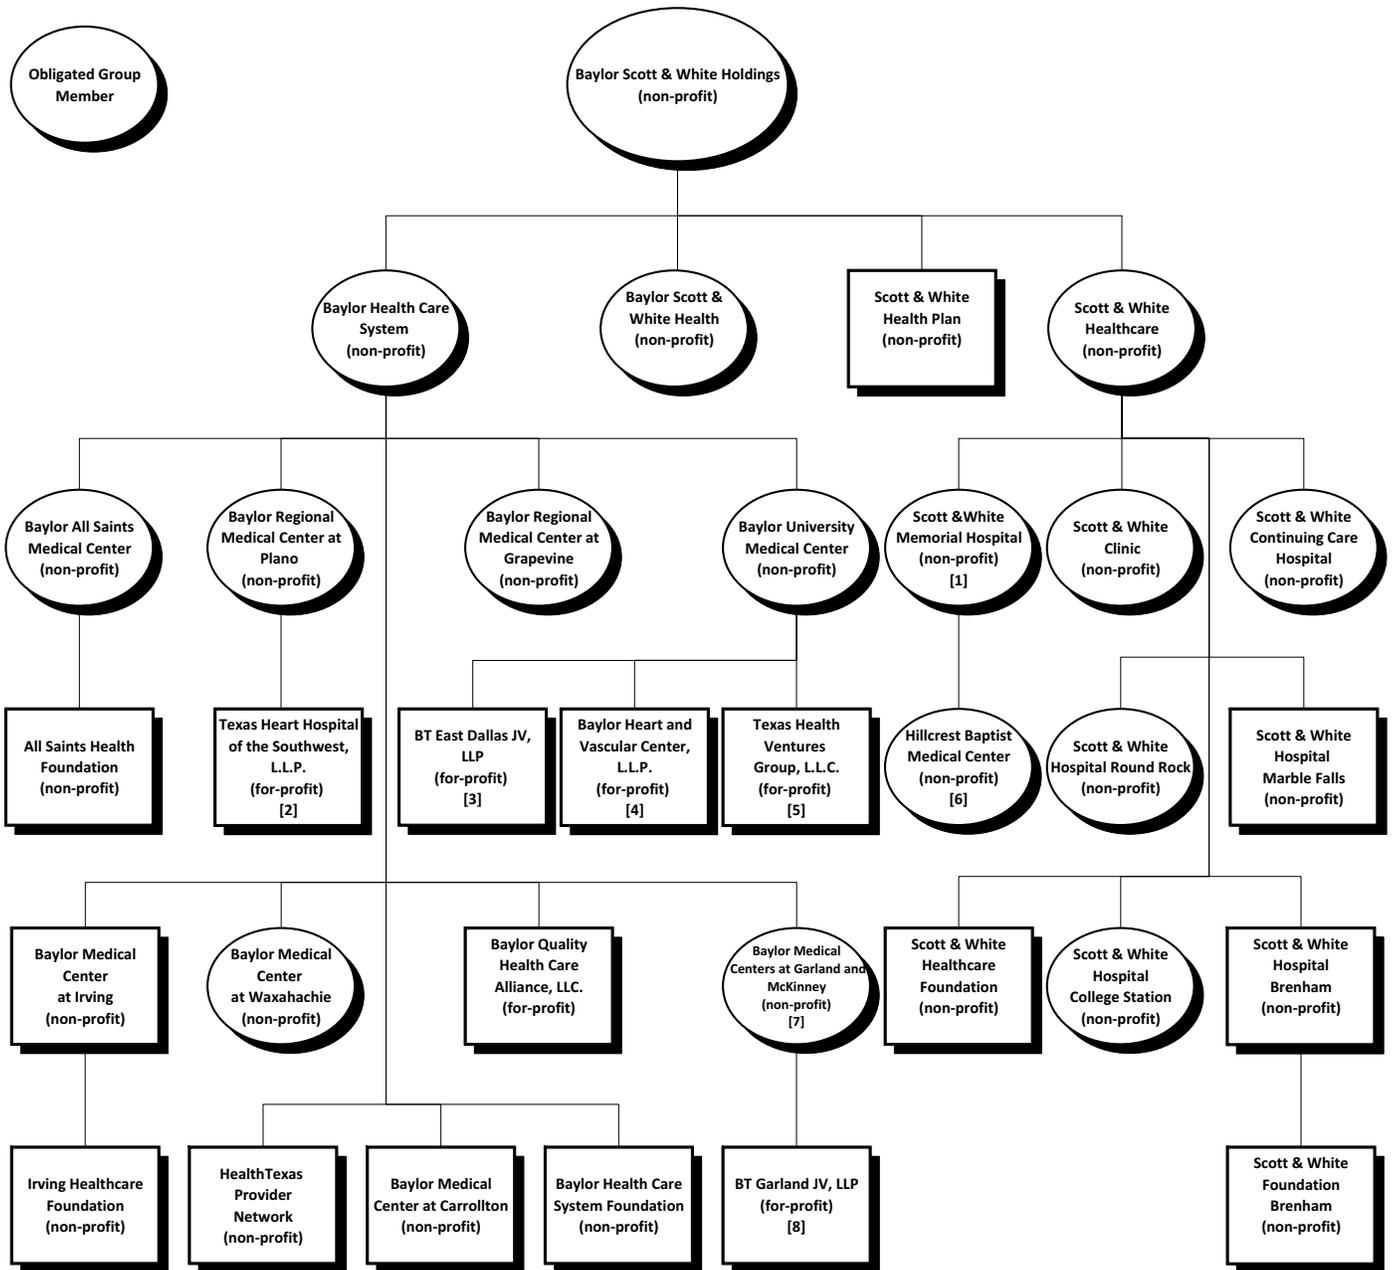 Obligated Group
Member
Baylor Scott & White Holdings
(non-profit)
Baylor Health Care
System
(non-profit)
Baylor Scott &
White Health
(non-profit)
Scott & White
Health Plan
(non-profit)
Scott & White
Healthcare
(non-profit)
Baylor All Saints
Medical Center
(non-profit)
Baylor Regional
Medical Center at
Plano
(non-profit)
Baylor Regional
Medical Center at
Grapevine
(non-profit)
Baylor University
Medical Center
(non-profit)
Scott &White
Memorial Hospital
(non-profit)
[1]
Scott & White
Clinic
(non-profit)
Scott & White
Continuing Care
Hospital
(non-profit)
All Saints Health
Foundation
(non-profit)
Texas Heart Hospital
of the Southwest,
L.L.P.
(for-profit)
[2]
BT East Dallas JV,
LLP
(for-profit)
[3]
Baylor Heart and
Vascular Center,
L.L.P.
(for-profit)
[4]
Texas Health
Ventures
Group, L.L.C.
(for-profit)
[5]
Hillcrest Baptist
Medical Center
(non-profit)
[6]
Scott & White
Hospital Round Rock
(non-profit)
Scott & White
Hospital
Marble Falls
(non-profit)
Baylor Medical
Center
at Irving
(non-profit)
Baylor Medical
Center
at Waxahachie
(non-profit)
Baylor Quality
Health Care
Alliance, LLC.
(for-profit)
Baylor Medical
Centers at Garland and
McKinney
(non-profit)
[7]
Scott & White
Healthcare
Foundation
(non-profit)
Scott & White
Hospital
College Station
(non-profit)
Scott & White
Hospital
Brenham
(non-profit)
Irving Healthcare
Foundation
(non-profit)
HealthTexas
Provider
Network
(non-profit)
Baylor Medical
Center at Carrollton
(non-profit)
Baylor Health Care
System Foundation
(non-profit)
BT Garland JV, LLP
(for-profit)
[8]
Scott & White
Foundation
Brenham
(non-profit)